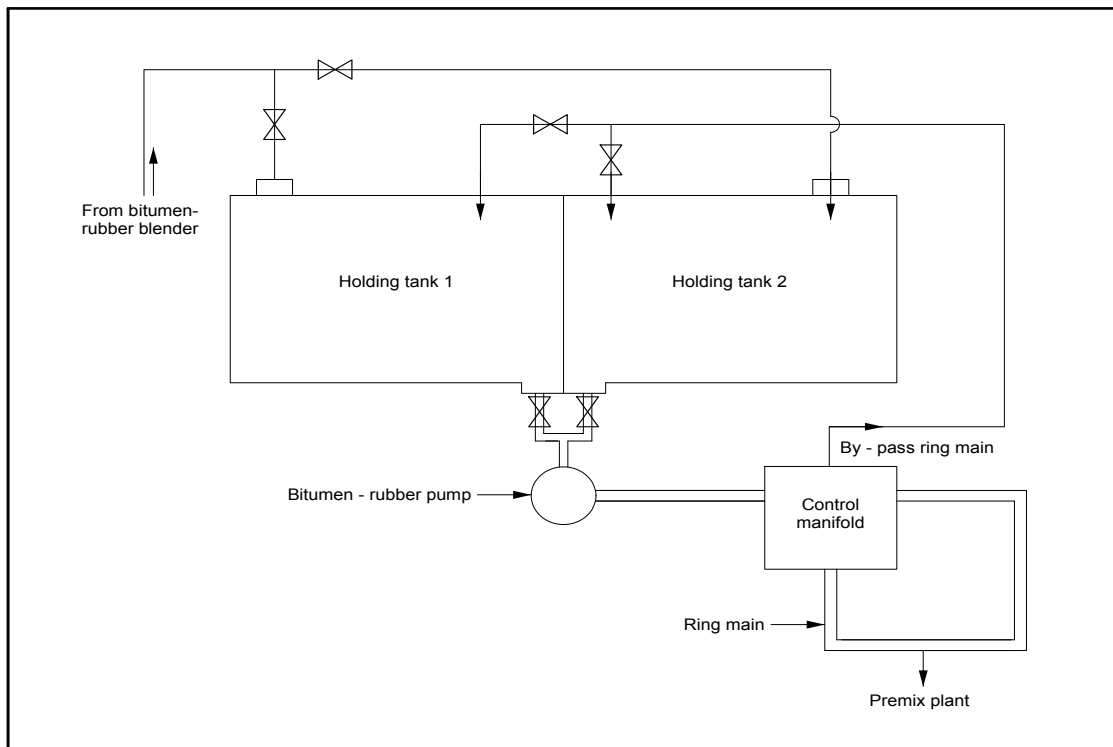 From bitumen-
rubber blender
Holding tank 1
Holding tank 2
By - pass ring main
Bitumen - rubber pump
Control
manifold
Ring main
Premix plant